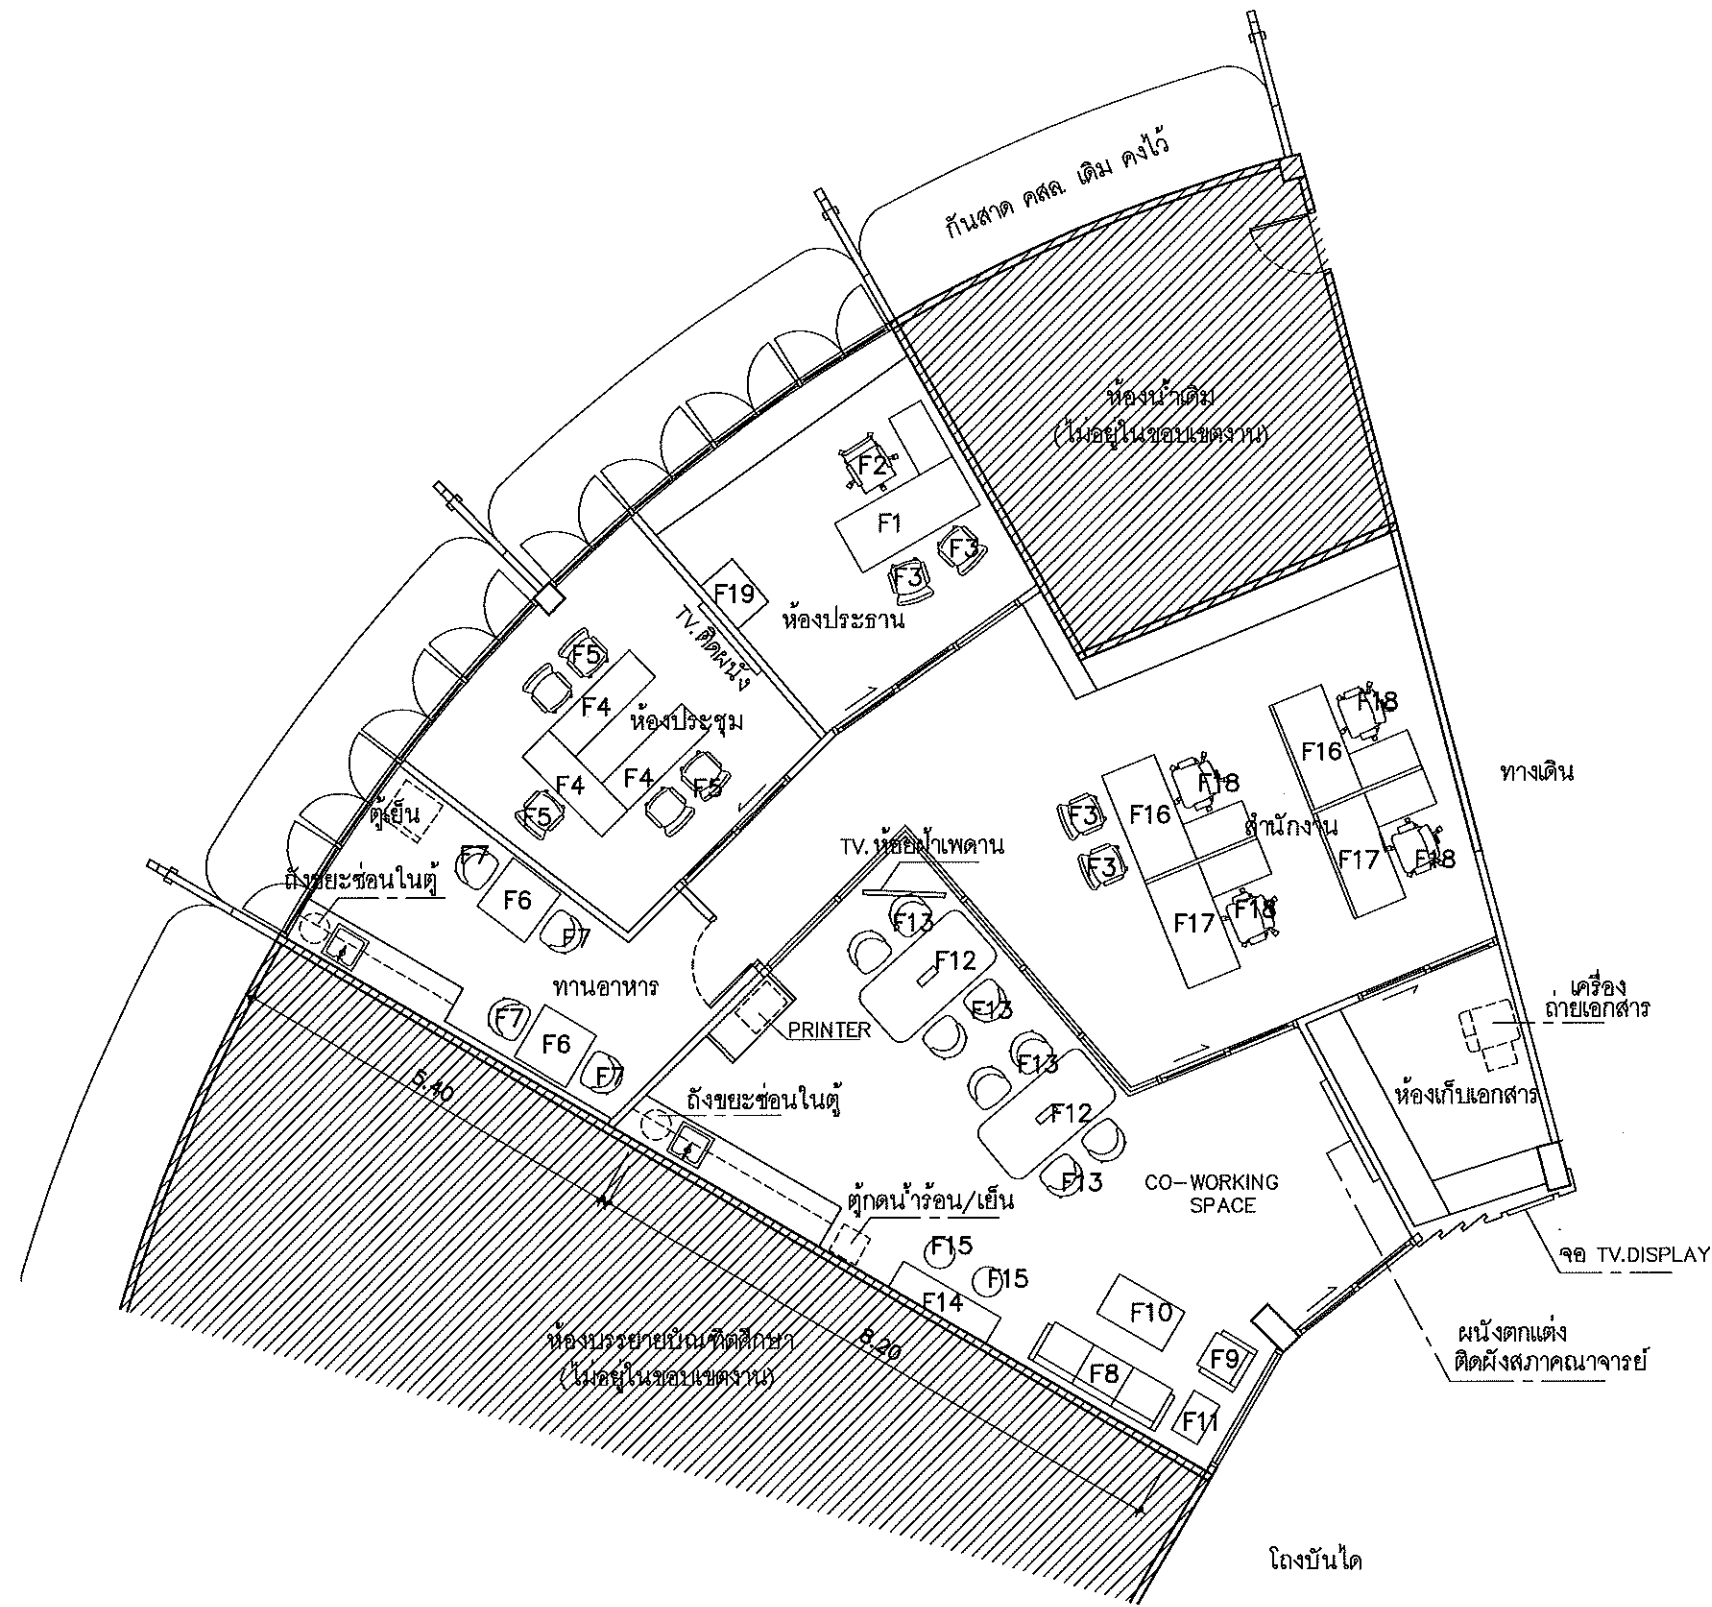 กันสาด คสล. เดิม คงไว้
ห้องน้ำเดิม
(ไม่อยู่ในขอบเขตงาน)
F2
F1
F3
F3
F19
ห้องประธาน
TV.ติดผนัง
F5
F4
ห้องประชุม
F4
F4
F5
F5
F18
F16
F18
F16
สำนักงาน
F3
F3
F17
F18
F17
F18
ทางเดิน
ตู้เย็น
ถังขยะซ่อนในตู้
F7
F6
F7
ทานอาหาร
F7
F6
F7
TV.ห้อยฝ้าเพดาน
F13
F12
F13
PRINTER
F13
F12
F13
เครื่อง
ถ่ายเอกสาร
ห้องเก็บเอกสาร
6.40
ถังขยะซ่อนในตู้
CO-WORKING
SPACE
ตู้กดน้ำร้อน/เย็น
F15
F15
F14
F10
จอ TV.DISPLAY
ห้องบรรยายบัณฑิตศึกษา
(ไม่อยู่ในขอบเขตงาน)
8.20
F8
F9
F11
ผนังตกแต่ง
ติดผังสภาคณาจารย์
โถงบันได